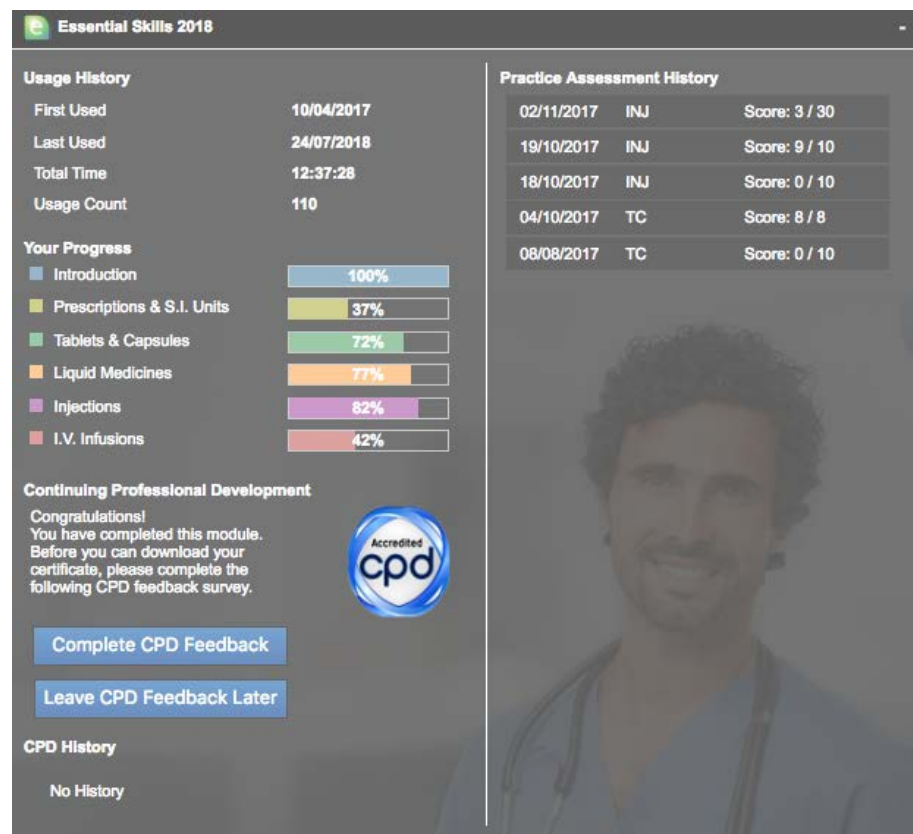 e Essential Skills 2018 -
Usage History
First Used 10/04/2017
Last Used 24/07/2018
Total Time 12:37:28
Usage Count 110
Your Progress
Introduction 100%
Prescriptions & S.I. Units 37%
Tablets & Capsules 72%
Liquid Medicines 77%
Injections 82%
I.V. Infusions 42%
Continuing Professional Development
Congratulations!
You have completed this module.
Before you can download your
certificate, please complete the
following CPD feedback survey.
Accredited
cpd
Complete CPD Feedback
Leave CPD Feedback Later
CPD History
No History
Practice Assessment History
02/11/2017 INJ Score: 3 / 30
19/10/2017 INJ Score: 9 / 10
18/10/2017 INJ Score: 0 / 10
04/10/2017 TC Score: 8 / 8
08/08/2017 TC Score: 0 / 10